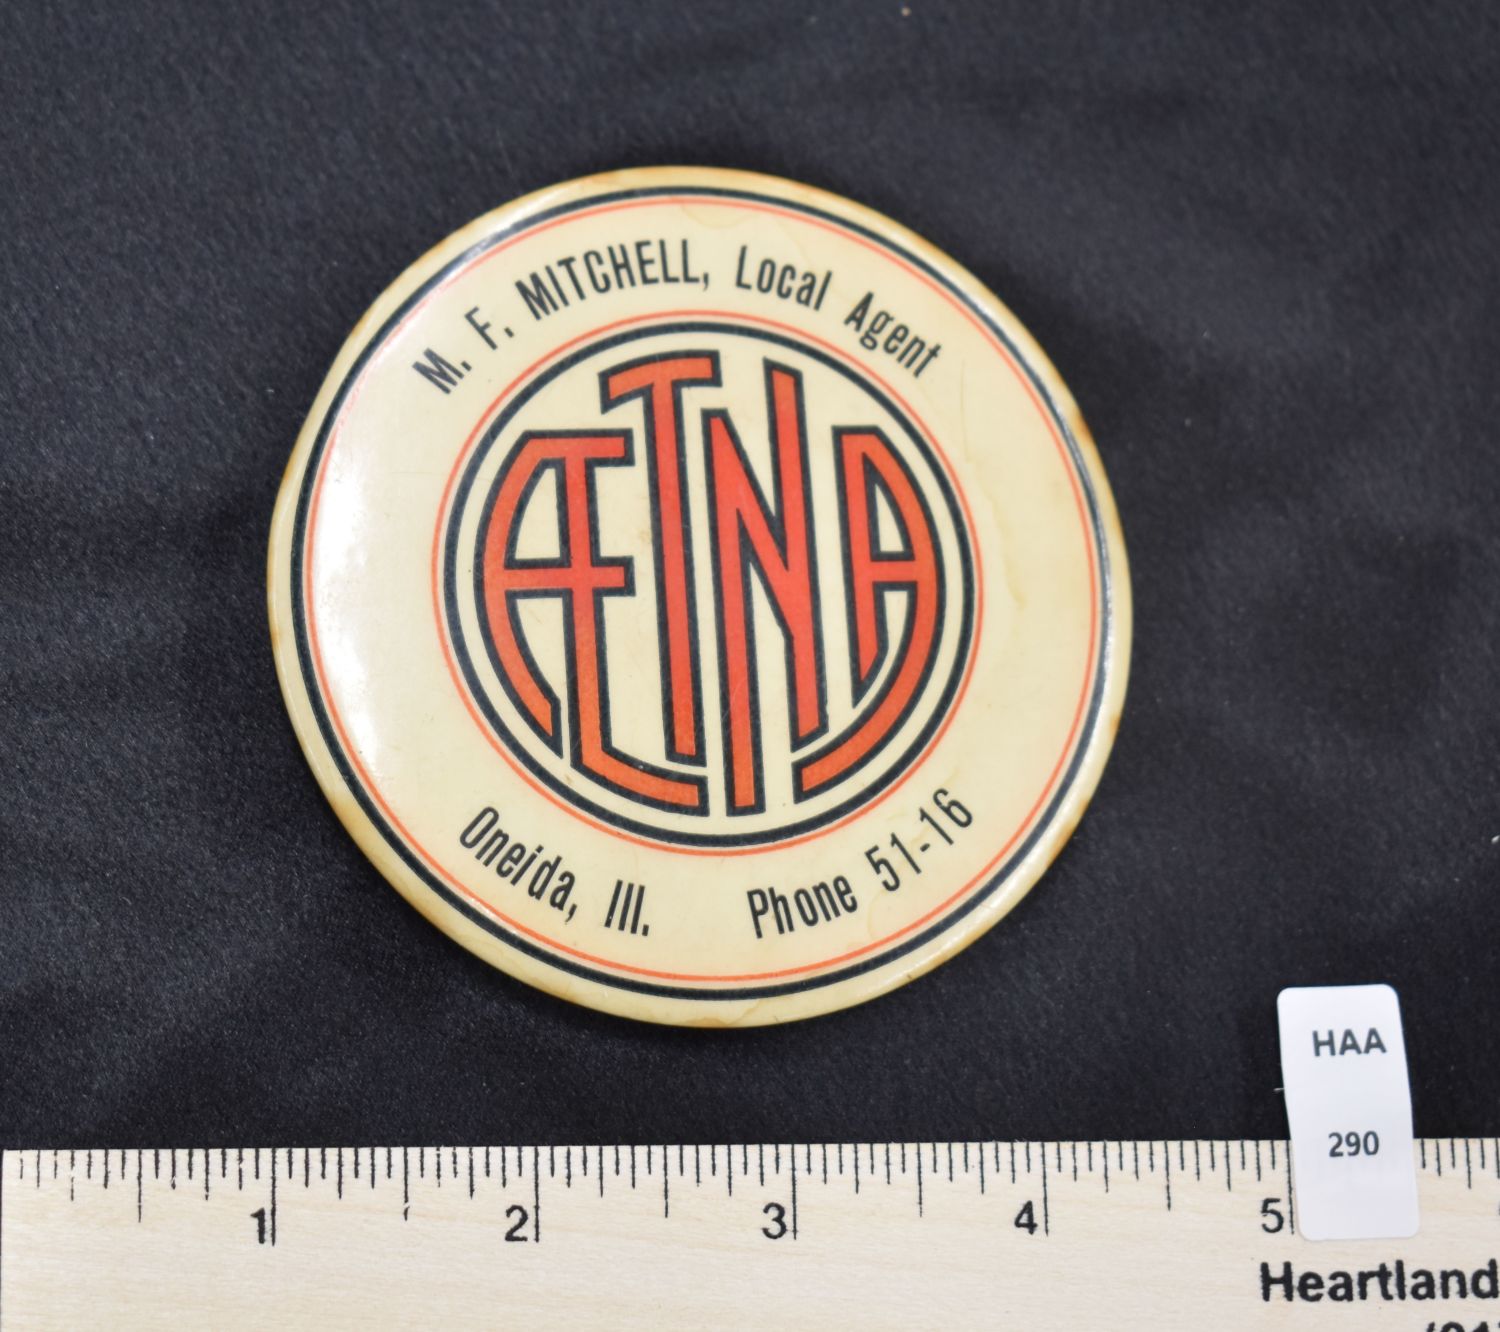 M. F. MITCHELL, Local Agent
ÆTNA
Oneida, Ill. Phone 51-16
HAA
290
1 2 3 4 5
Heartland